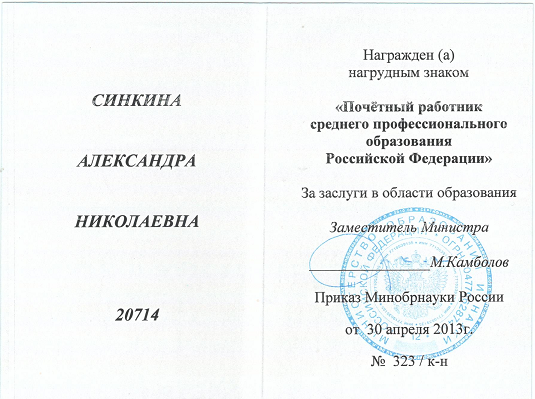 СИНКИНА
АЛЕКСАНДРА
НИКОЛАЕВНА
20714
Награжден (а)
нагрудным знаком
«Почётный работник
среднего профессионального
образования
Российской Федерации»
За заслуги в области образования
Заместитель Министра
М.Камболов
Приказ Минобрнауки России
от 30 апреля 2013г.
№ 323 / к-н